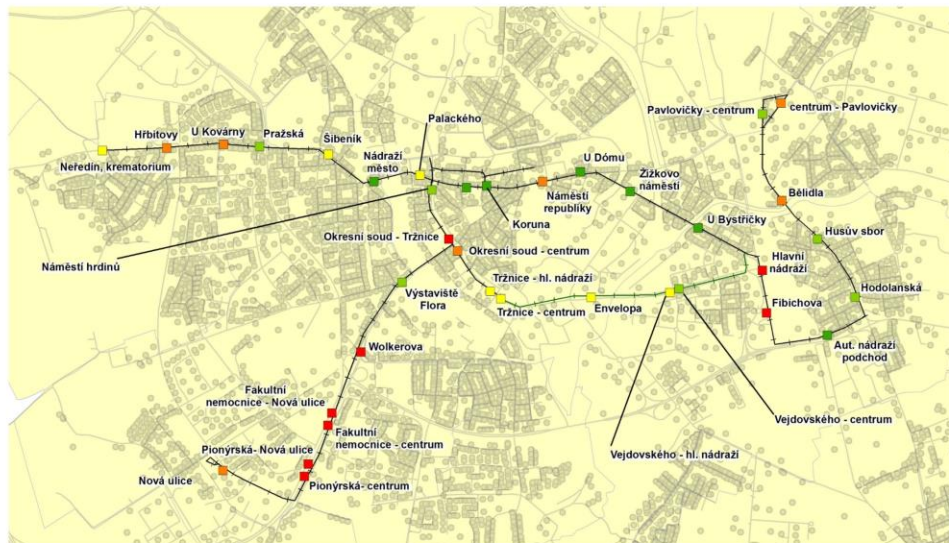 Pavlovičky - centrum
centrum - Pavlovičky
Palackého
Hřbitovy
U Kovárny
Pražská
Šibeník
Neředín, krematorium
Nádraží
město
U Dómu
Žižkovo
náměstí
Náměstí
republiky
Bělidla
Koruna
U Bystřičky
Husův sbor
Okresní soud - Tržnice
Okresní soud - centrum
Náměstí hrdinů
Hlavní
nádraží
Tržnice - hl. nádraží
Výstaviště
Flora
Tržnice - centrum
Envelopa
Fibichova
Hodolanská
Wolkerova
Aut. nádraží
podchod
Fakultní
nemocnice - Nová ulice
Vejdovského - centrum
Fakultní
nemocnice - centrum
Pionýrská- Nová ulice
Vejdovského - hl. nádraží
Nová ulice
Pionýrská- centrum